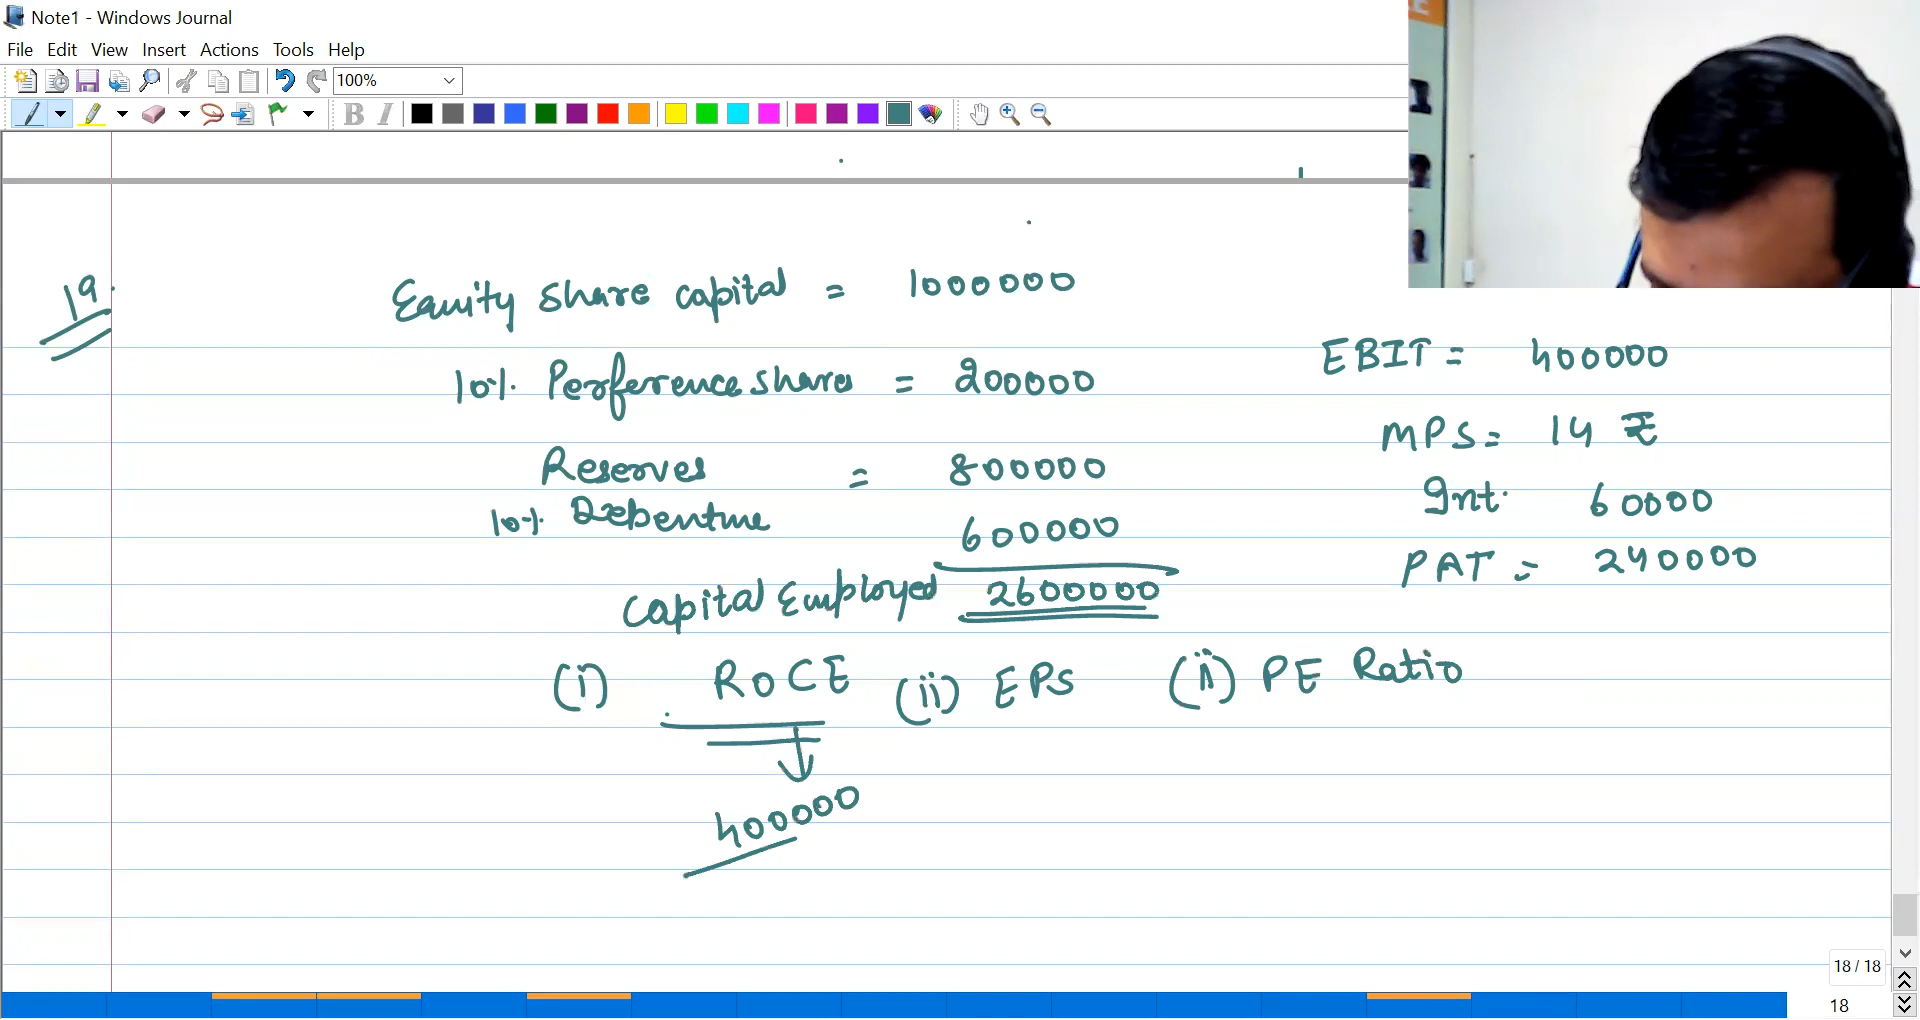 Note1 - Windows Journal
File Edit View Insert Actions Tools Help
100%
B I
19.
Equity share capital = 1000000
10%. Perference share = 200000
Reserves = 800000
10%. Debenture 600000
Capital Employed 2600000
EBIT = 400000
MPS = 14 ₹
Int. 60000
PAT = 240000
(i) ROCE (ii) EPS (ii) PE Ratio
400000
18 / 18
18